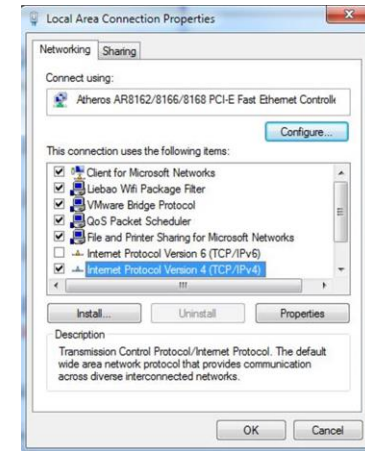 Local Area Connection Properties
Networking Sharing
Connect using:
Atheros AR8162/8166/8168 PCI-E Fast Ethemet Controlle
Configure...
This connection uses the following items:
Client for Microsoft Networks
Liebao Wifi Package Filter
VMware Bridge Protocol
QoS Packet Scheduler
File and Printer Sharing for Microsoft Networks
Internet Protocol Version 6 (TCP/IPv6)
Internet Protocol Version 4 (TCP/IPv4)
Install... Uninstall Properties
Description
Transmission Control Protocol/Internet Protocol. The default
wide area network protocol that provides communication
across diverse interconnected networks.
OK Cancel